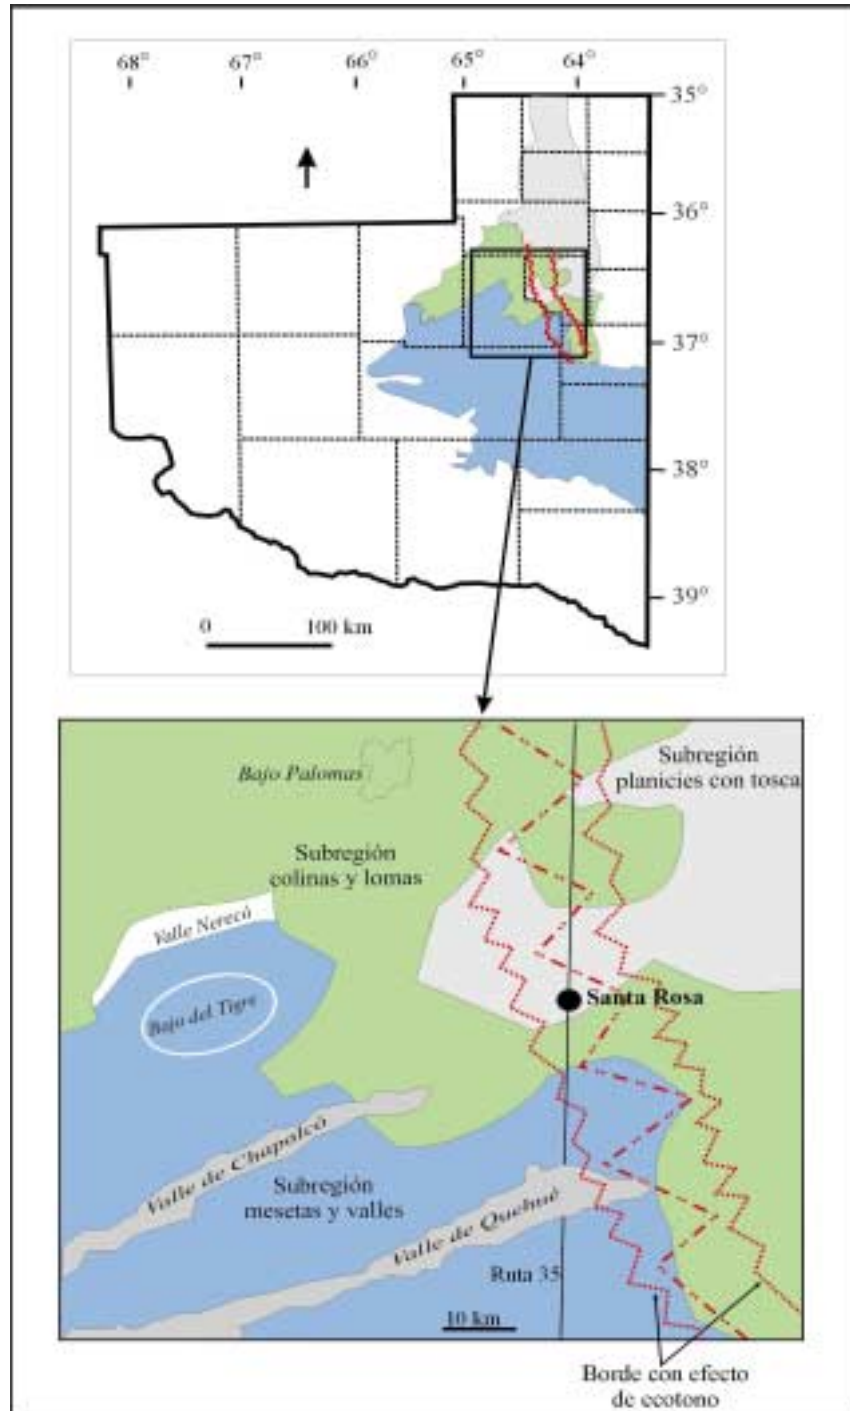 68° 67° 66° 65° 64°
35°
36°
37°
38°
39°
0 100 km
Bajo Palomas
Subregión
planicies con tosca
Subregión
colinas y lomas
Valle Nerecó
Bajo del Tigre
Santa Rosa
Valle de Chapalcó
Subregión
mesetas y valles
Valle de Quehué
Ruta 35
10 km
Borde con efecto
de ecotono